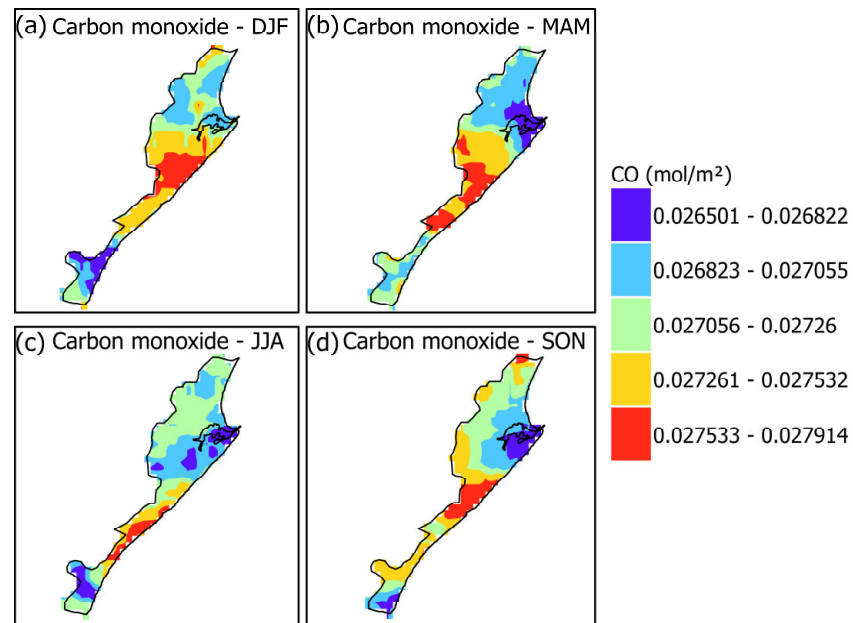 (a) Carbon monoxide - DJF
(b) Carbon monoxide - MAM
(c) Carbon monoxide - JJA
(d) Carbon monoxide - SON
CO (mol/m²)
0.026501 - 0.026822
0.026823 - 0.027055
0.027056 - 0.02726
0.027261 - 0.027532
0.027533 - 0.027914